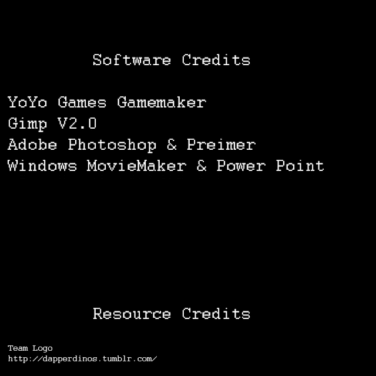 Software Credits
YoYo Games Gamemaker
Gimp V2.0
Adobe Photoshop & Preimer
Windows MovieMaker & Power Point
Resource Credits
Team Logo
http://dapperdinos.tumblr.com/